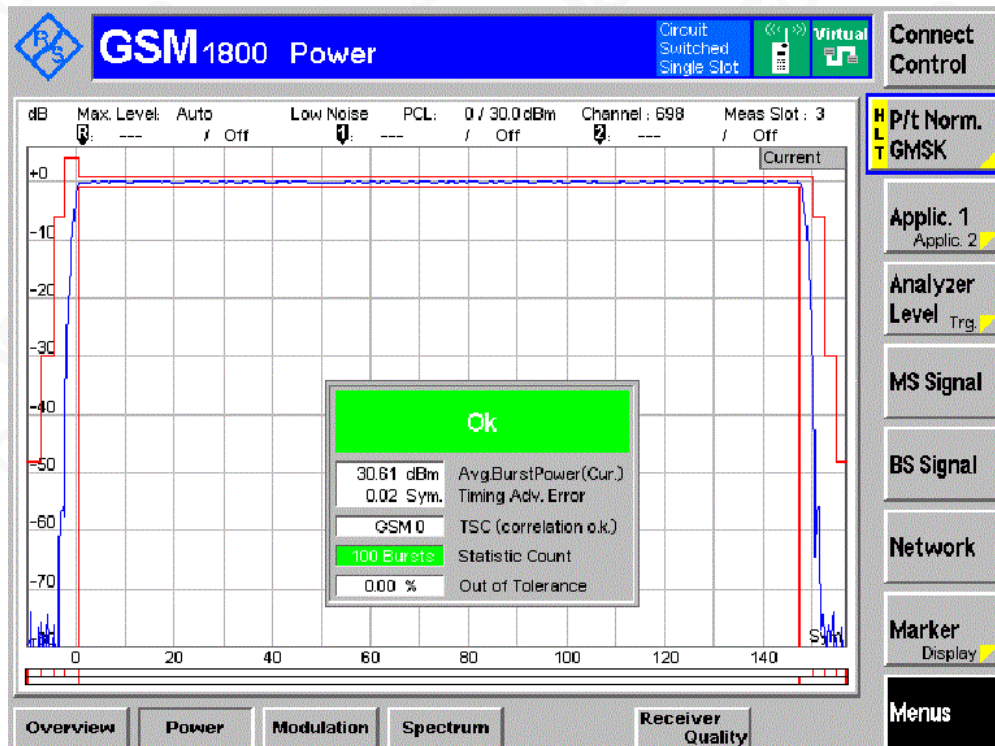 R S
GSM 1800 Power
Circuit Switched Single Slot
Virtual
Connect Control
dB Max. Level: Auto Low Noise PCL: 0 / 30.0 dBm Channel : 698 Meas Slot : 3
R : --- / Off 1 : --- / Off 2 : --- / Off
Current
HLT
P/t Norm. GMSK
Applic. 1
Applic. 2
Analyzer Level Trg.
MS Signal
BS Signal
Network
Marker
Display
Menus
+0
-10
-20
-30
-40
-50
-60
-70
Ok
30.61 dBm Avg.BurstPower(Cur.)
0.02 Sym. Timing Adv. Error
GSM 0 TSC (correlation o.k.)
100 Bursts Statistic Count
0.00 % Out of Tolerance
0 20 40 60 80 100 120 140
Overview Power Modulation Spectrum Receiver Quality